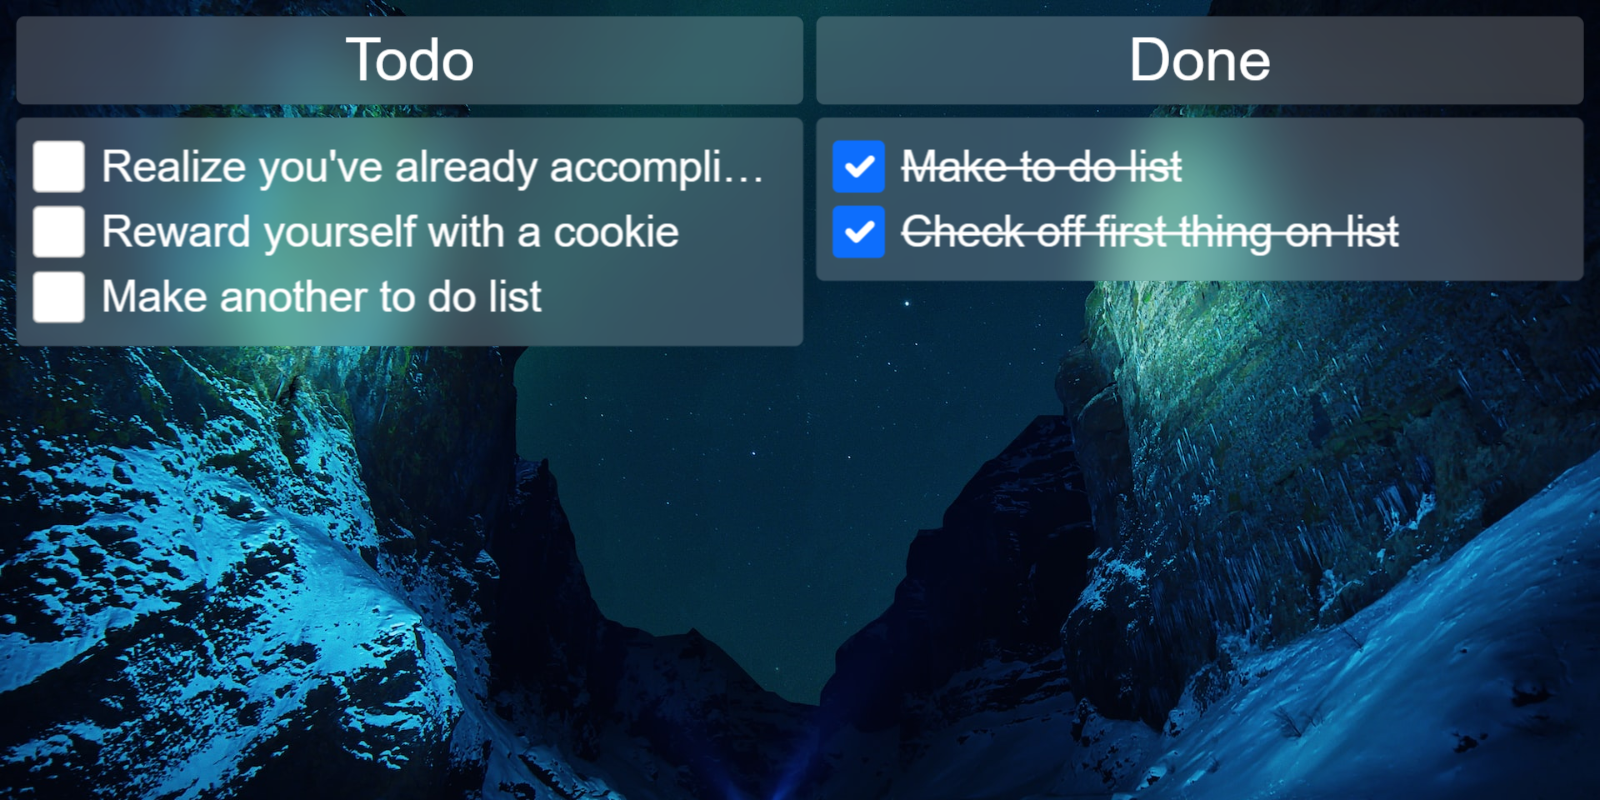 Todo
Realize you've already accompli...
Reward yourself with a cookie
Make another to do list
Done
Make to do list
Check off first thing on list